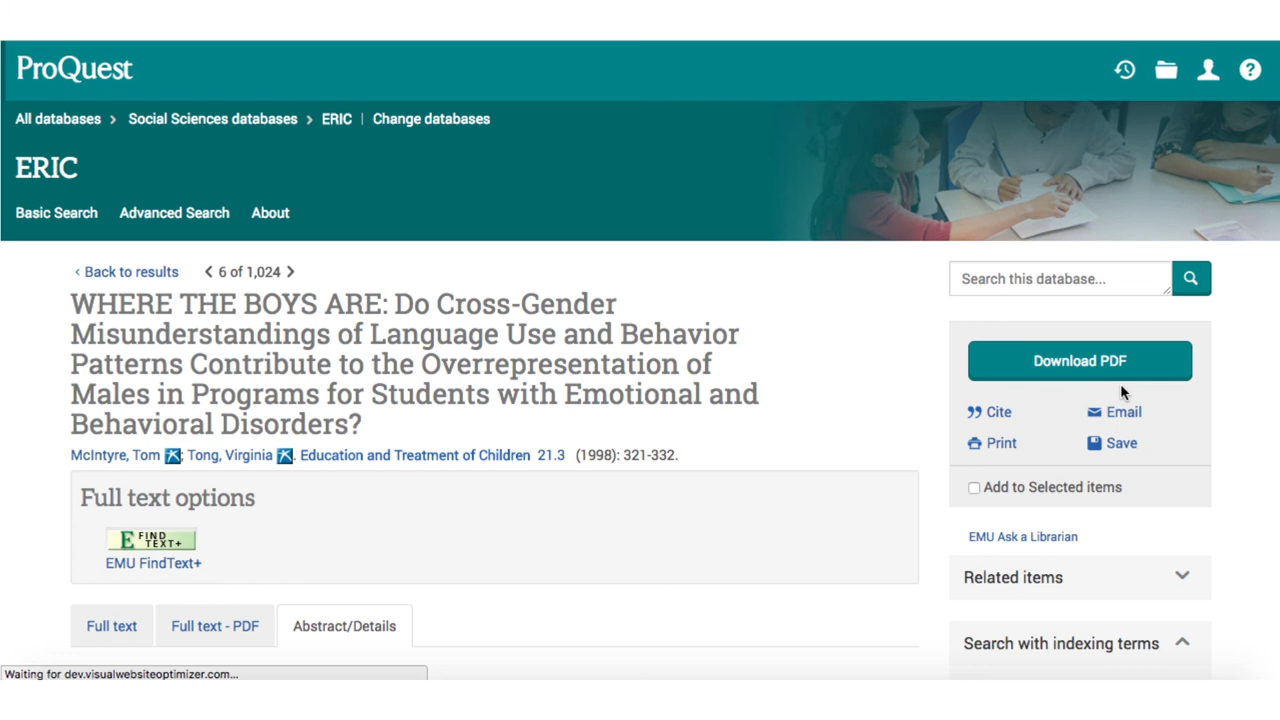 ProQuest
All databases > Social Sciences databases > ERIC | Change databases
ERIC
Basic Search Advanced Search About
‹ Back to results 6 of 1,024
WHERE THE BOYS ARE: Do Cross-Gender
Misunderstandings of Language Use and Behavior
Patterns Contribute to the Overrepresentation of
Males in Programs for Students with Emotional and
Behavioral Disorders?
McIntyre, Tom; Tong, Virginia. Education and Treatment of Children 21.3 (1998): 321-332.
Full text options
E FIND TEXT+
EMU FindText+
Full text Full text - PDF Abstract/Details
Search this database...
Download PDF
Cite Email
Print Save
Add to Selected items
EMU Ask a Librarian
Related items
Search with indexing terms
Waiting for dev.visualwebsiteoptimizer.com...